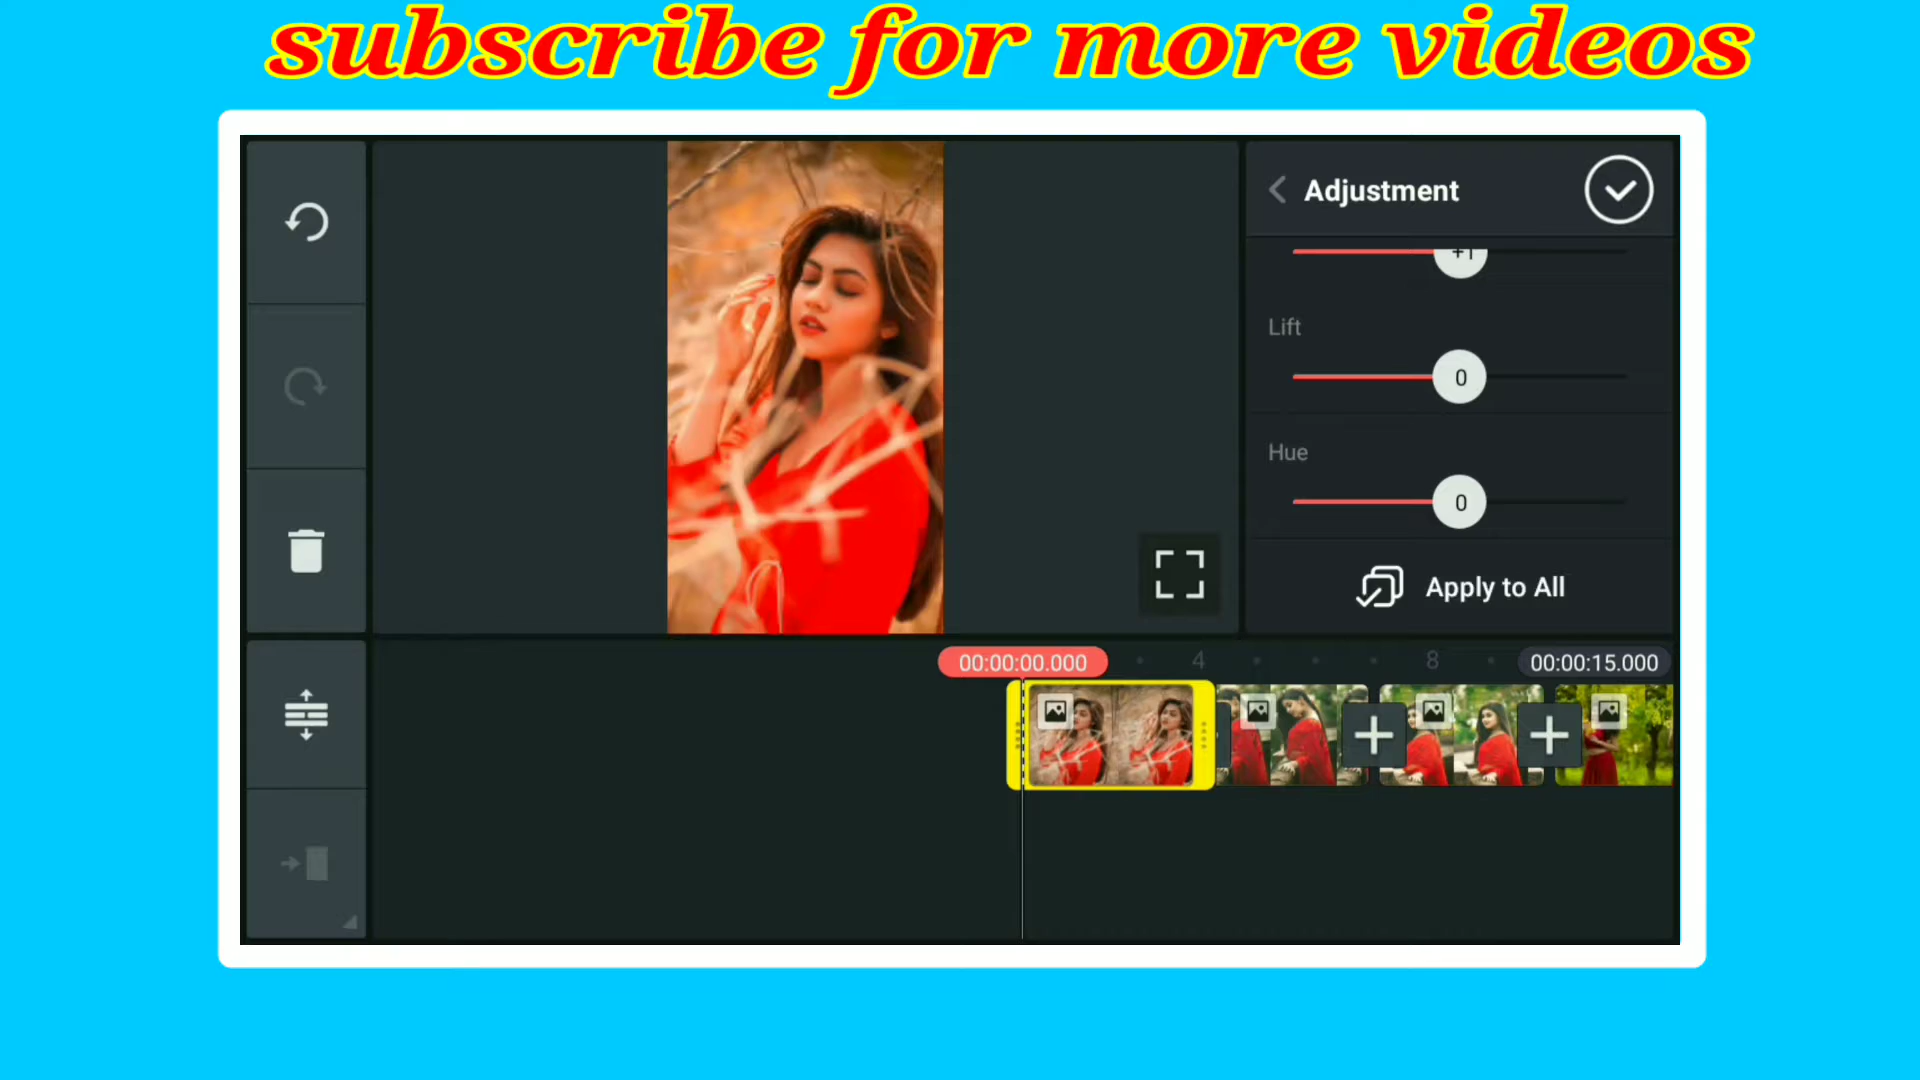 subscribe for more videos
Adjustment
+1
Lift
0
Hue
0
Apply to All
00:00:00.000
4
8
00:00:15.000